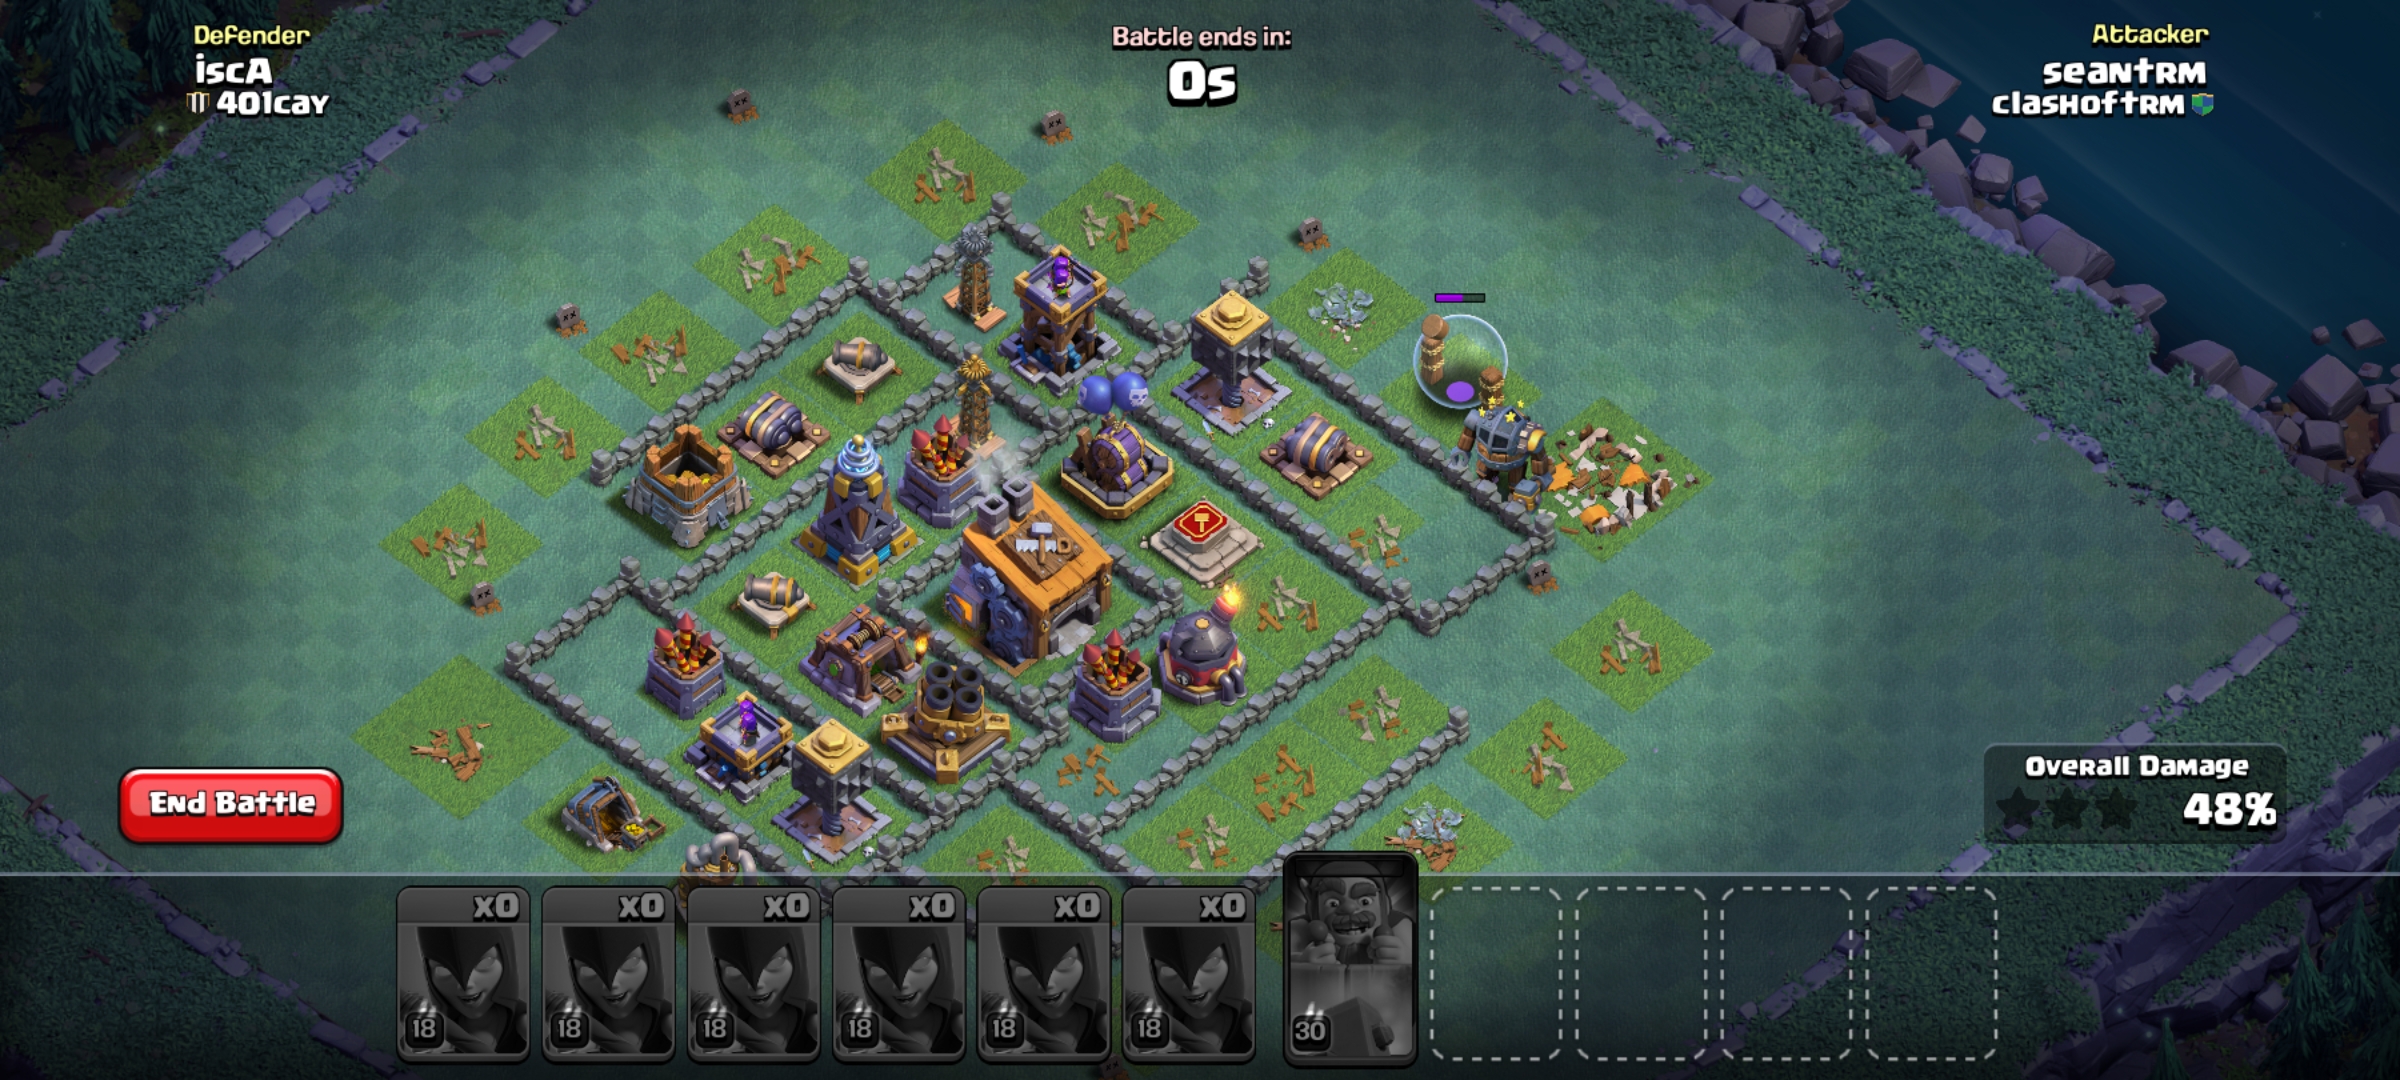 Defender
iscA
401cay
Battle ends in:
0s
Attacker
seantRM
clashoftRM
End Battle
Overall Damage
48%
x0 x0 x0 x0 x0 x0
18 18 18 18 18 18 30